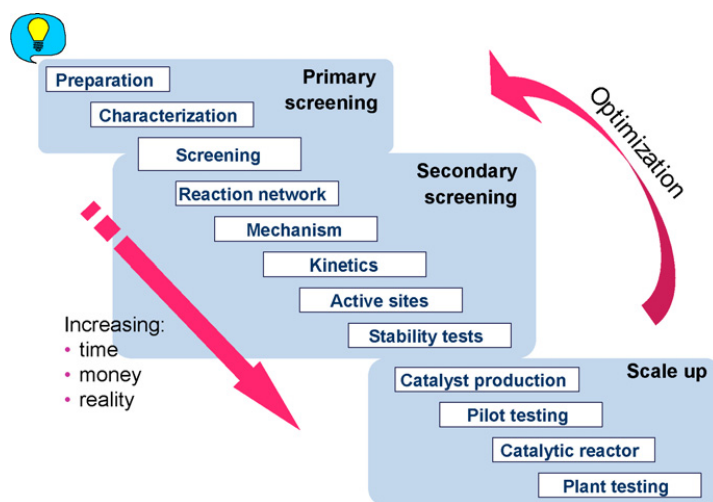 Preparation
Primary
screening
Characterization
Screening
Secondary
screening
Reaction network
Mechanism
Kinetics
Active sites
Stability tests
Optimization
Increasing:
• time
• money
• reality
Scale up
Catalyst production
Pilot testing
Catalytic reactor
Plant testing